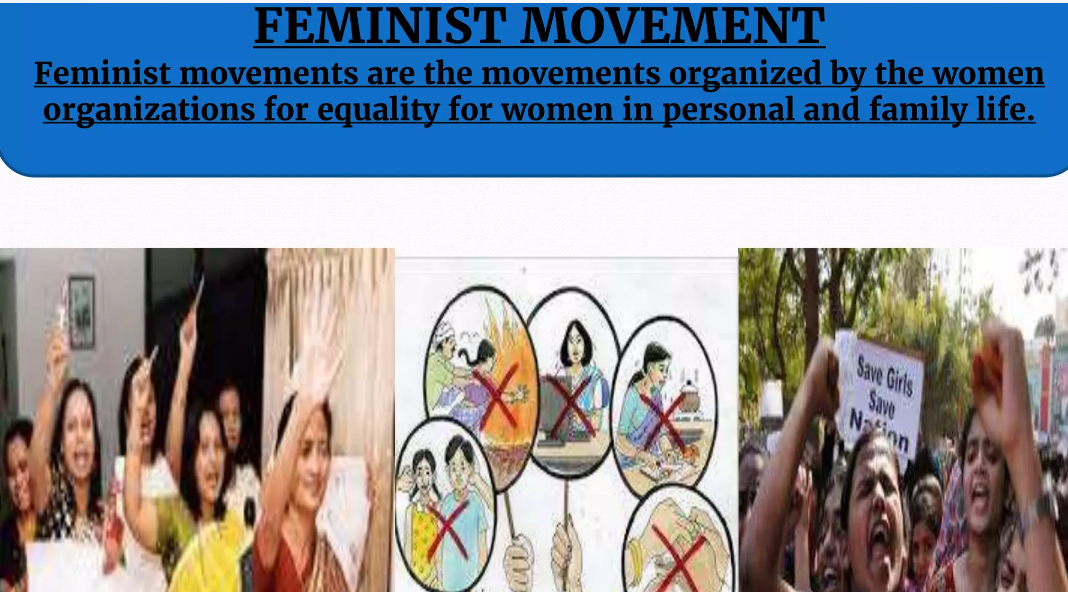 FEMINIST MOVEMENT
Feminist movements are the movements organized by the women
organizations for equality for women in personal and family life.
Save Girls
Save
Nation